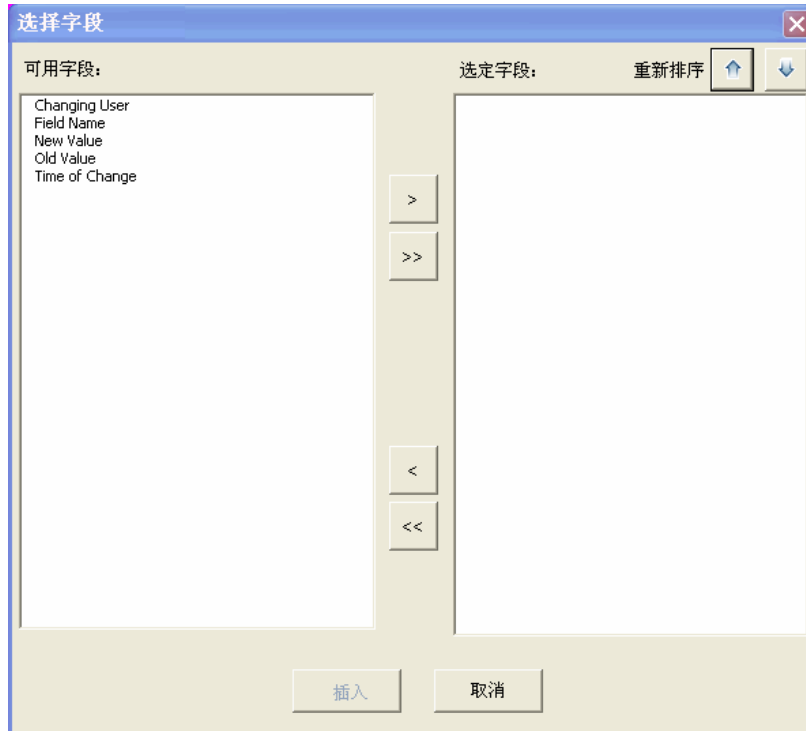 选择字段
可用字段:
选定字段:
重新排序
Changing User
Field Name
New Value
Old Value
Time of Change
>
>>
<
<<
插入
取消